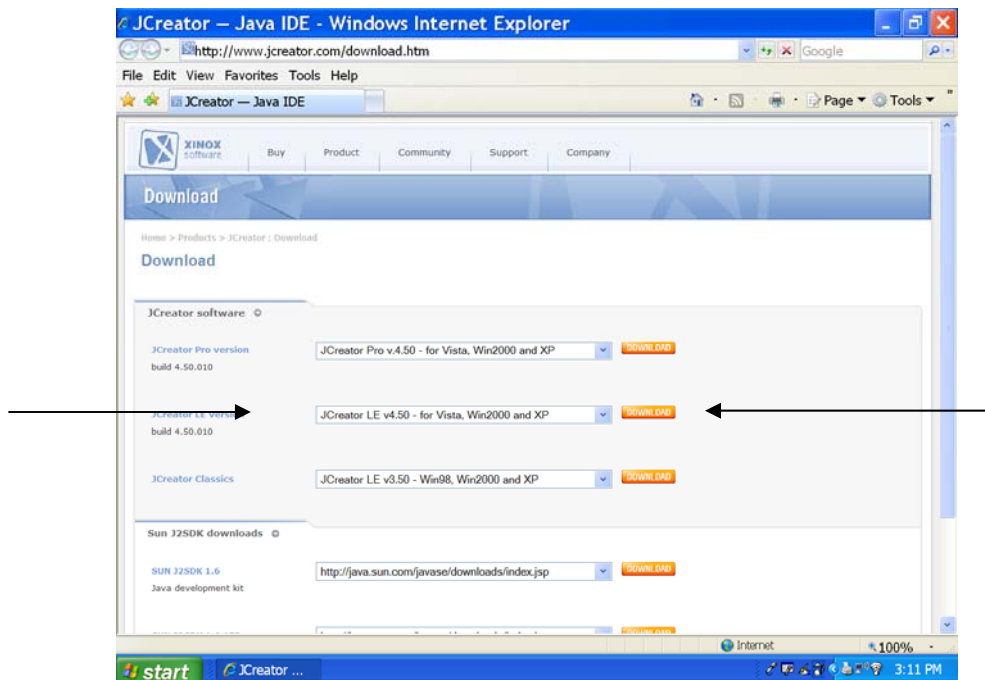 JCreator — Java IDE - Windows Internet Explorer
http://www.jcreator.com/download.htm Google
File Edit View Favorites Tools Help
JCreator — Java IDE Page Tools »
XINOX
software Buy Product Community Support Company
Download
Home > Products > JCreator : Download
Download
JCreator software
JCreator Pro version JCreator Pro v.4.50 - for Vista, Win2000 and XP DOWNLOAD
build 4.50.010
JCreator LE version JCreator LE v4.50 - for Vista, Win2000 and XP DOWNLOAD
build 4.50.010
JCreator Classics JCreator LE v3.50 - Win98, Win2000 and XP DOWNLOAD
Sun J2SDK downloads
SUN J2SDK 1.6 http://java.sun.com/javase/downloads/index.jsp DOWNLOAD
Java development kit
Internet 100%
start JCreator ... 3:11 PM